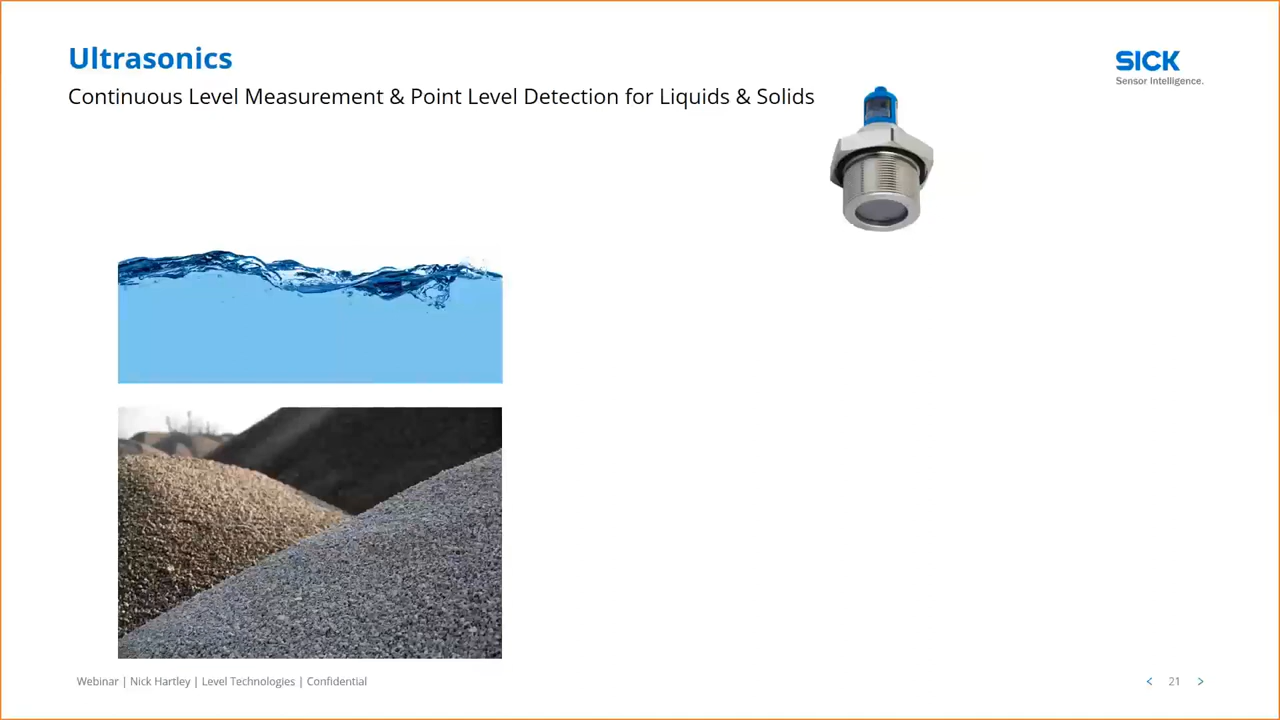 Ultrasonics
Continuous Level Measurement & Point Level Detection for Liquids & Solids
SICK
Sensor Intelligence.
Webinar | Nick Hartley | Level Technologies | Confidential
< 21 >